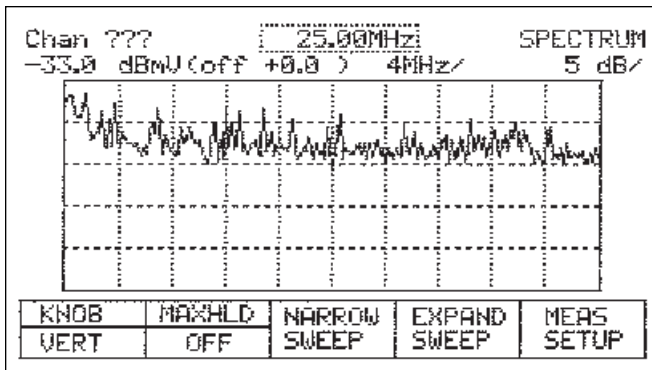 Chan ??? 25.00MHz SPECTRUM
-33.0 dBmV(off +0.0 ) 4MHz/ 5 dB/
KNOB MAXHLD NARROW EXPAND MEAS
VERT OFF SWEEP SWEEP SETUP